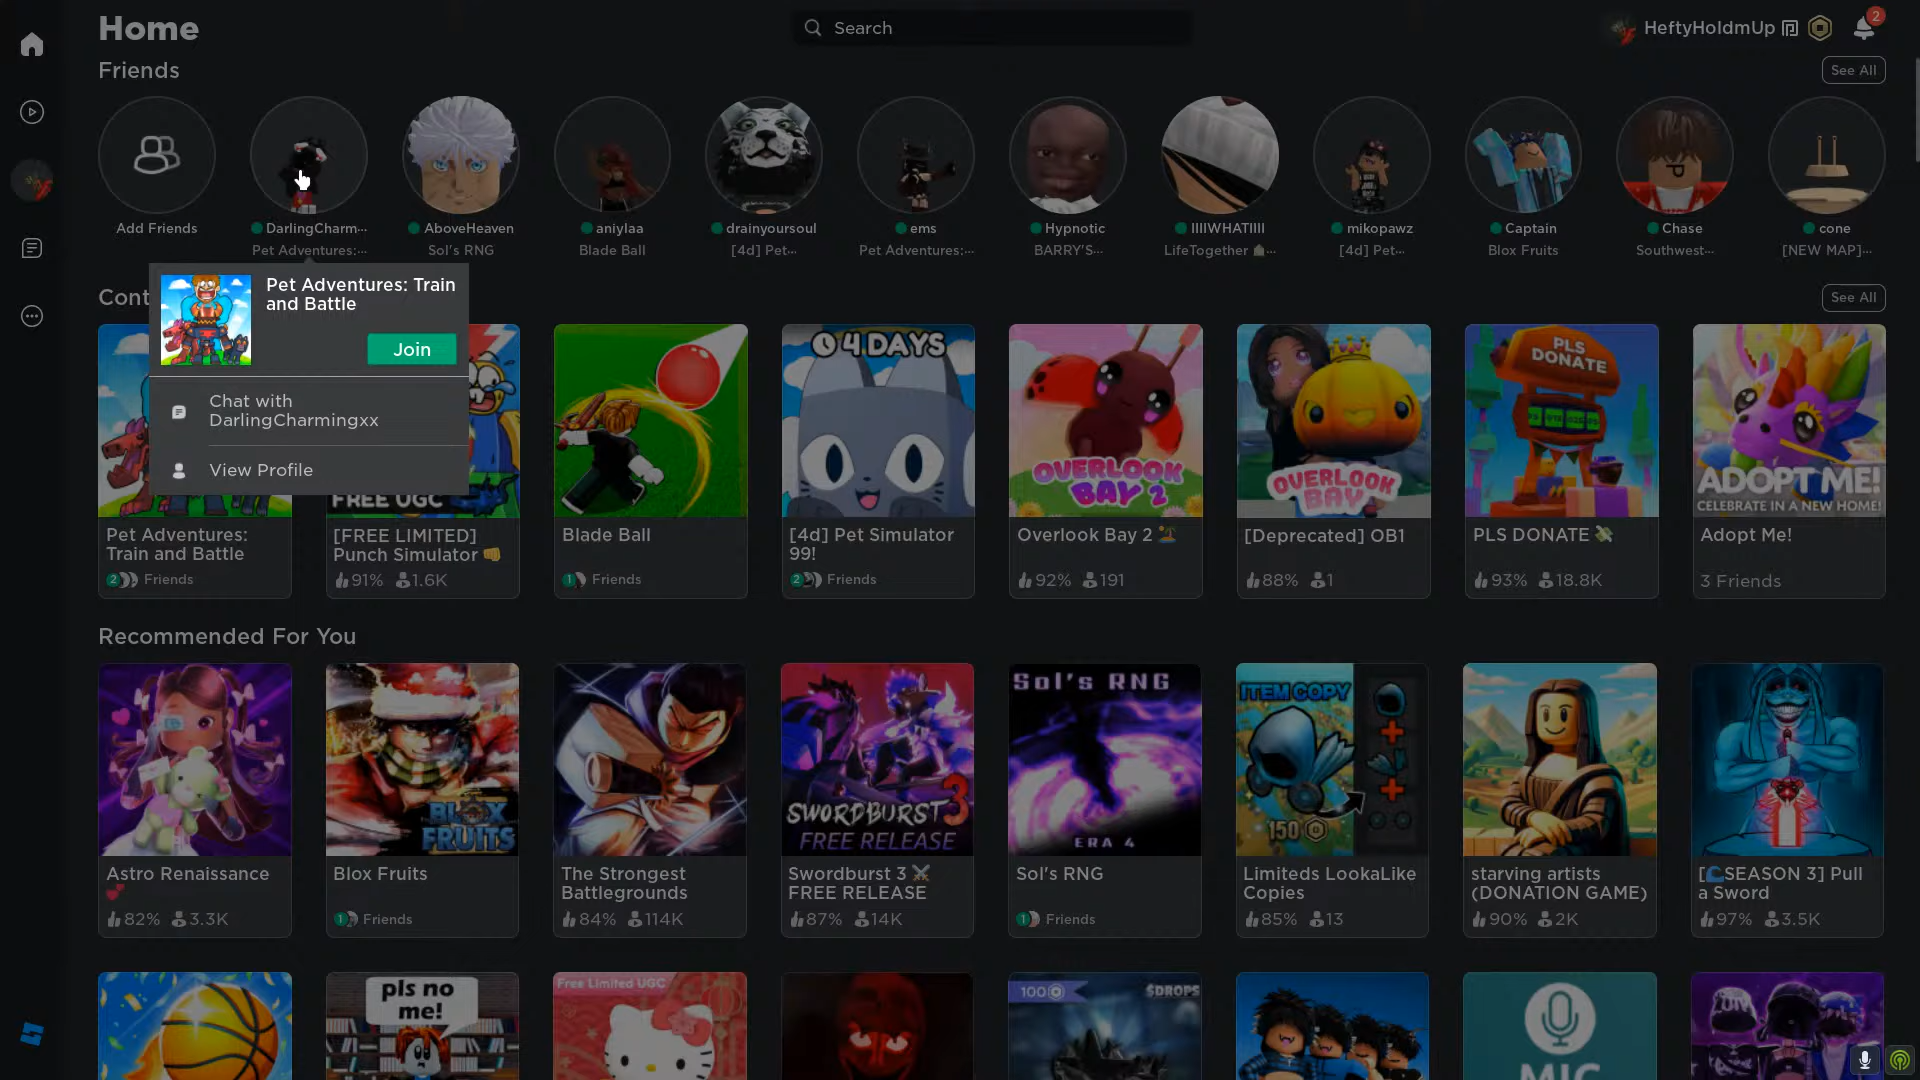 Home
Search
HeftyHoldmUp
2
Friends
See All
Add Friends
DarlingCharm...
Pet Adventures:...
AboveHeaven
Sol's RNG
aniylaa
Blade Ball
drainyoursoul
[4d] Pet...
ems
Pet Adventures:...
Hypnotic
BARRY'S...
IIIIWHATIIII
LifeTogether 🏠...
mikopawz
[4d] Pet...
Captain
Blox Fruits
Chase
Southwest...
cone
[NEW MAP]...
Pet Adventures: Train
and Battle
Join
Chat with
DarlingCharmingxx
View Profile
Cont
See All
FREE UGC
4 DAYS
OVERLOOK
BAY 2
OVERLOOK
BAY
PLS
DONATE
ADOPT ME!
CELEBRATE IN A NEW HOME!
Pet Adventures:
Train and Battle
2 Friends
[FREE LIMITED]
Punch Simulator 👊
91% 1.6K
Blade Ball
1 Friends
[4d] Pet Simulator
99!
2 Friends
Overlook Bay 2 🏝️
92% 191
[Deprecated] OB1
88% 1
PLS DONATE 💸
93% 18.8K
Adopt Me!
3 Friends
Recommended For You
BLOX
FRUITS
SWORDBURST 3
FREE RELEASE
Sol's RNG
ERA 4
ITEM COPY
150
Astro Renaissance
💕
82% 3.3K
Blox Fruits
1 Friends
The Strongest
Battlegrounds
84% 114K
Swordburst 3 ⚔️
FREE RELEASE
87% 14K
Sol's RNG
1 Friends
Limiteds LookaLike
Copies
85% 13
starving artists
(DONATION GAME)
90% 2K
[🌊SEASON 3] Pull
a Sword
97% 3.5K
pls no
me!
Free Limited UGC
100
$DROPS
MIC